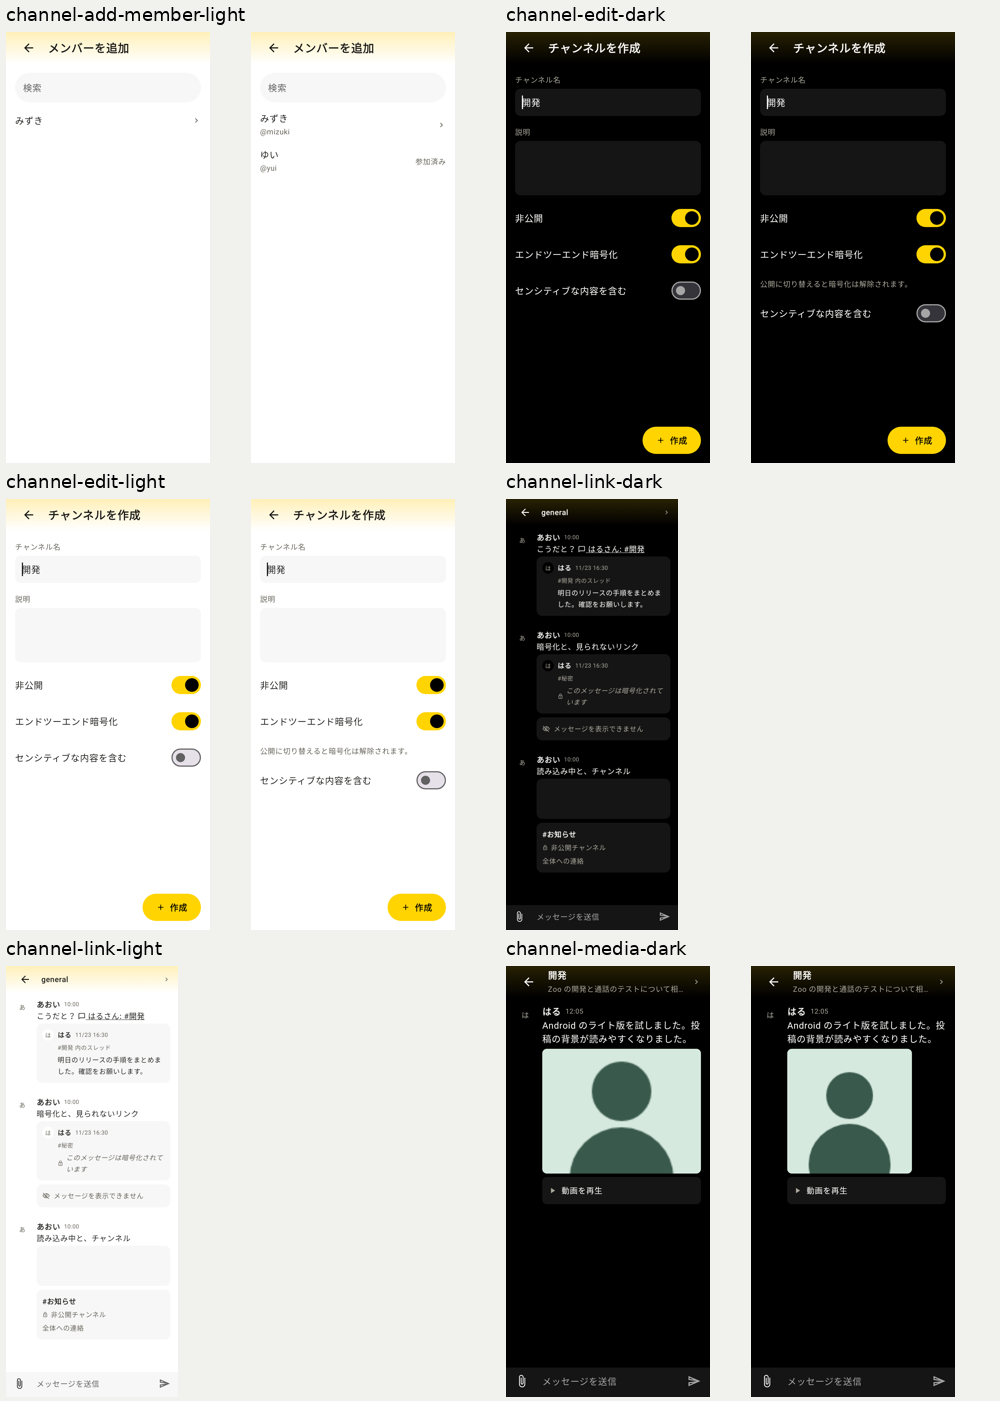 channel-add-member-light
メンバーを追加
検索
みずき
メンバーを追加
検索
みずき
@mizuki
ゆい
@yui
参加済み
channel-edit-dark
チャンネルを作成
チャンネル名
開発
説明
非公開
エンドツーエンド暗号化
センシティブな内容を含む
+ 作成
チャンネルを作成
チャンネル名
開発
説明
非公開
エンドツーエンド暗号化
公開に切り替えると暗号化は解除されます。
センシティブな内容を含む
+ 作成
channel-edit-light
チャンネルを作成
チャンネル名
開発
説明
非公開
エンドツーエンド暗号化
センシティブな内容を含む
+ 作成
チャンネルを作成
チャンネル名
開発
説明
非公開
エンドツーエンド暗号化
公開に切り替えると暗号化は解除されます。
センシティブな内容を含む
+ 作成
channel-link-dark
general
あ
あおい 10:00
こうだと? はるさん: #開発
は はる 11/23 16:30
#開発 内のスレッド
明日のリリースの手順をまとめま
した。確認をお願いします。
あ
あおい 10:00
暗号化と、見られないリンク
は はる 11/23 16:30
#秘密
このメッセージは暗号化されて
います
メッセージを表示できません
あ
あおい 10:00
読み込み中と、チャンネル
#お知らせ
非公開チャンネル
全体への連絡
メッセージを送信
channel-link-light
general
あ
あおい 10:00
こうだと? はるさん: #開発
は はる 11/23 16:30
#開発 内のスレッド
明日のリリースの手順をまとめま
した。確認をお願いします。
あ
あおい 10:00
暗号化と、見られないリンク
は はる 11/23 16:30
#秘密
このメッセージは暗号化されて
います
メッセージを表示できません
あ
あおい 10:00
読み込み中と、チャンネル
#お知らせ
非公開チャンネル
全体への連絡
メッセージを送信
channel-media-dark
開発
Zoo の開発と通話のテストについて相…
は
はる 12:05
Android のライト版を試しました。投
稿の背景が読みやすくなりました。
動画を再生
メッセージを送信
開発
Zoo の開発と通話のテストについて相…
は
はる 12:05
Android のライト版を試しました。投
稿の背景が読みやすくなりました。
動画を再生
メッセージを送信